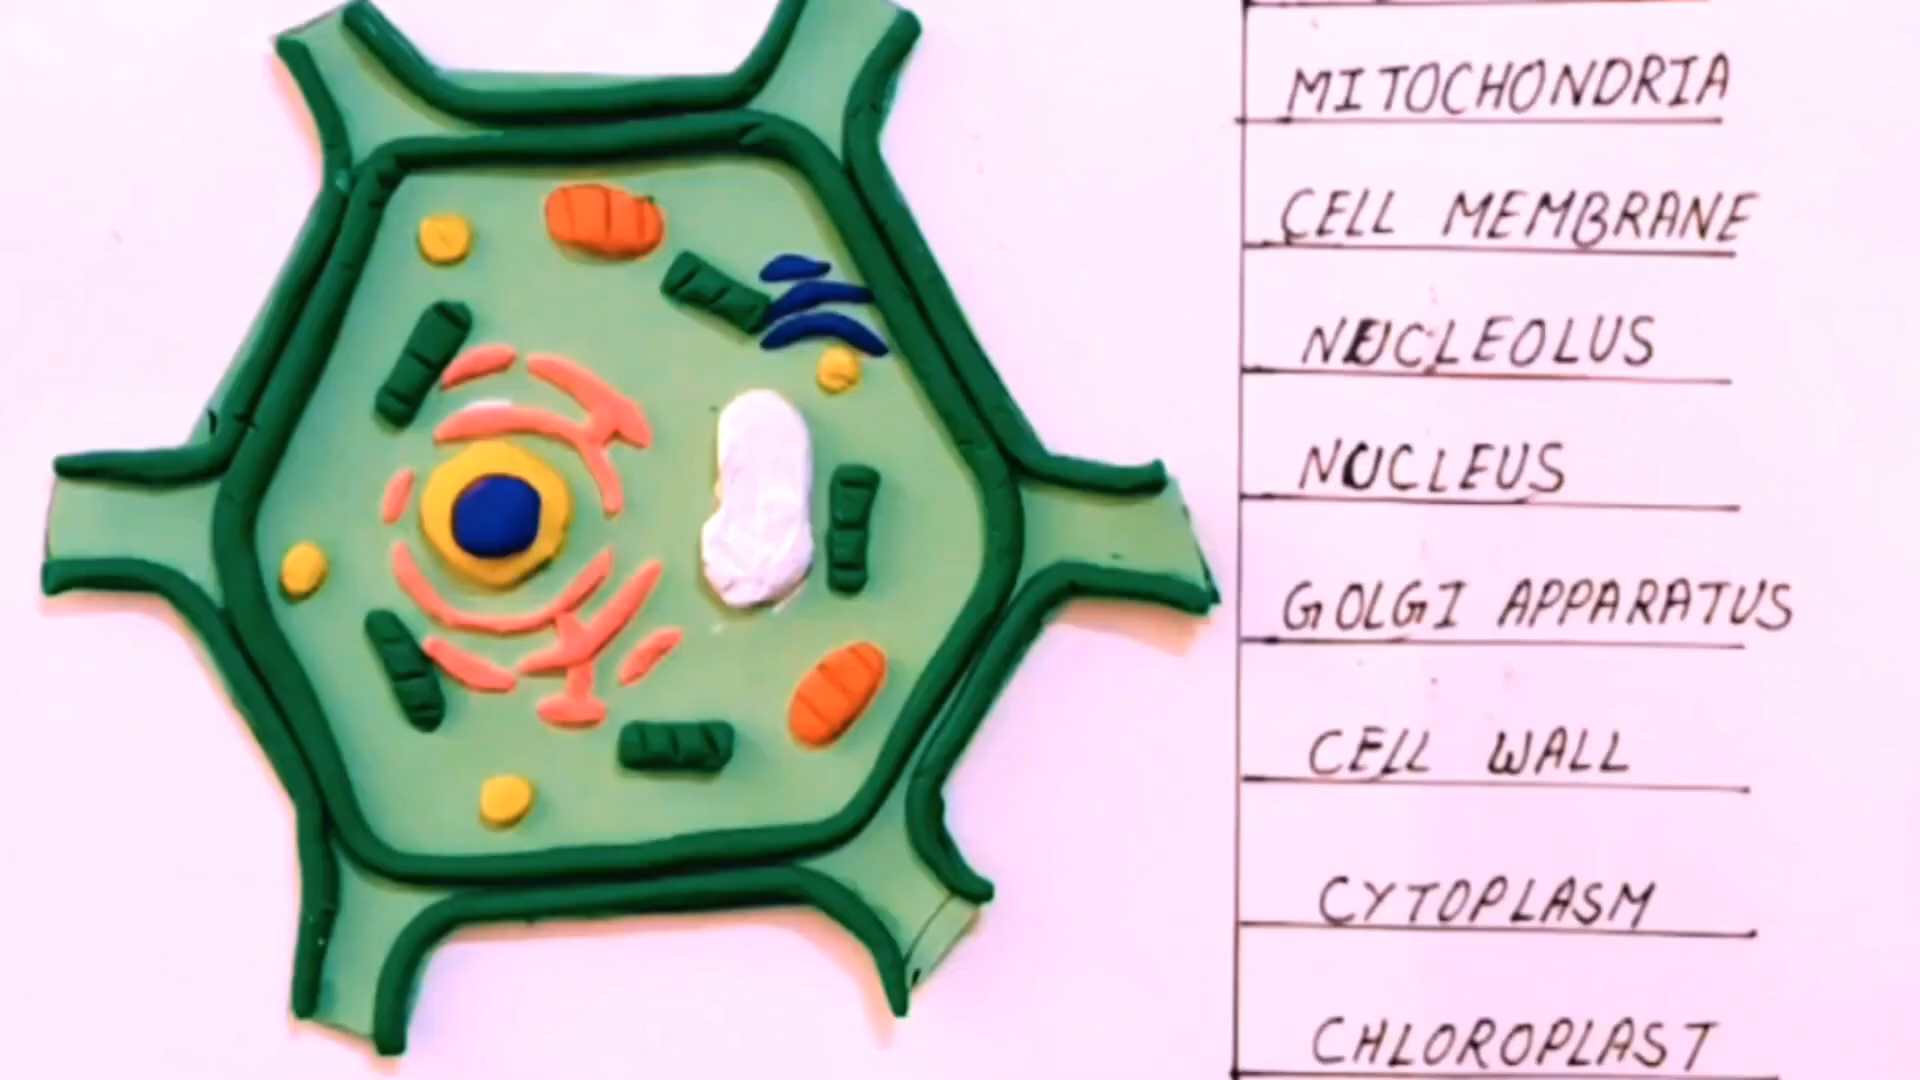 MITOCHONDRIA
CELL MEMBRANE
NUCLEOLUS
NUCLEUS
GOLGI APPARATUS
CELL WALL
CYTOPLASM
CHLOROPLAST